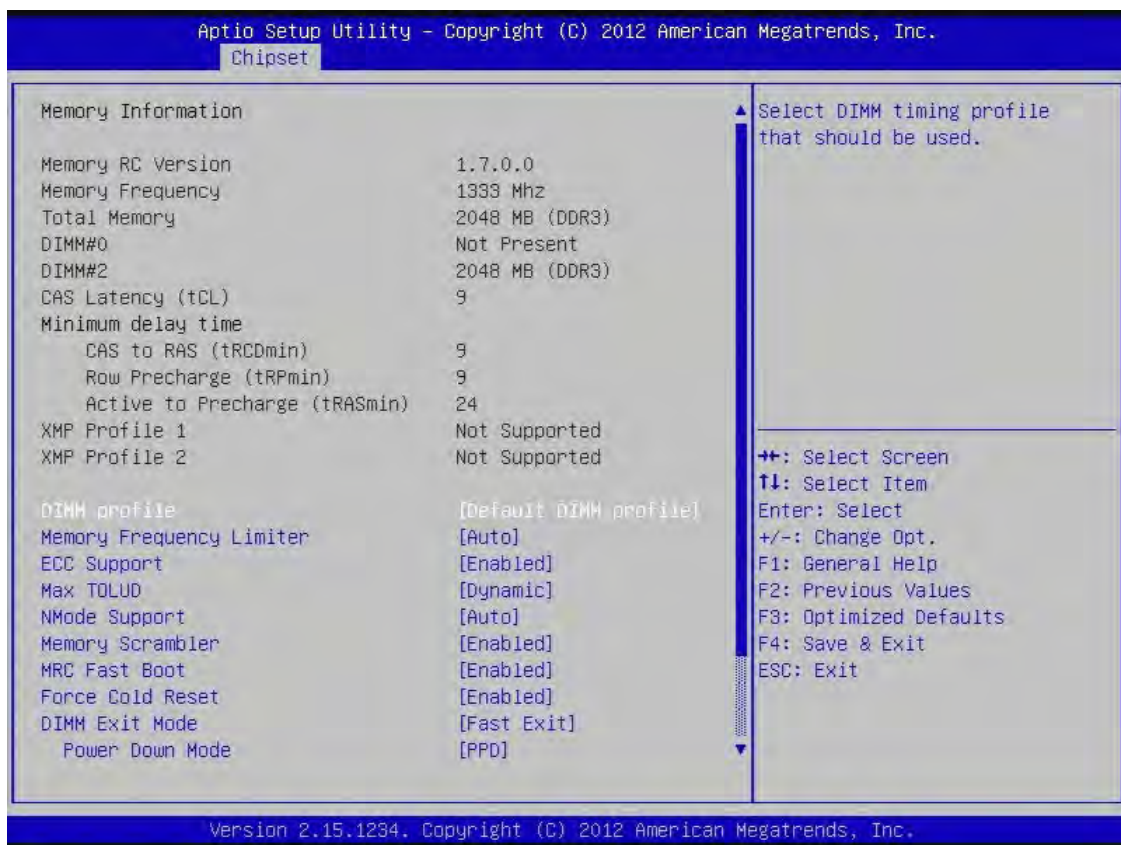 Aptio Setup Utility – Copyright (C) 2012 American Megatrends, Inc.
Chipset
Memory Information
Memory RC Version 1.7.0.0
Memory Frequency 1333 Mhz
Total Memory 2048 MB (DDR3)
DIMM#0 Not Present
DIMM#2 2048 MB (DDR3)
CAS Latency (tCL) 9
Minimum delay time
CAS to RAS (tRCDmin) 9
Row Precharge (tRPmin) 9
Active to Precharge (tRASmin) 24
XMP Profile 1 Not Supported
XMP Profile 2 Not Supported
DIMM profile [Default DIMM profile]
Memory Frequency Limiter [Auto]
ECC Support [Enabled]
Max TOLUD [Dynamic]
NMode Support [Auto]
Memory Scrambler [Enabled]
MRC Fast Boot [Enabled]
Force Cold Reset [Enabled]
DIMM Exit Mode [Fast Exit]
Power Down Mode [PPD]
Select DIMM timing profile
that should be used.
→←: Select Screen
↑↓: Select Item
Enter: Select
+/-: Change Opt.
F1: General Help
F2: Previous Values
F3: Optimized Defaults
F4: Save & Exit
ESC: Exit
Version 2.15.1234. Copyright (C) 2012 American Megatrends, Inc.